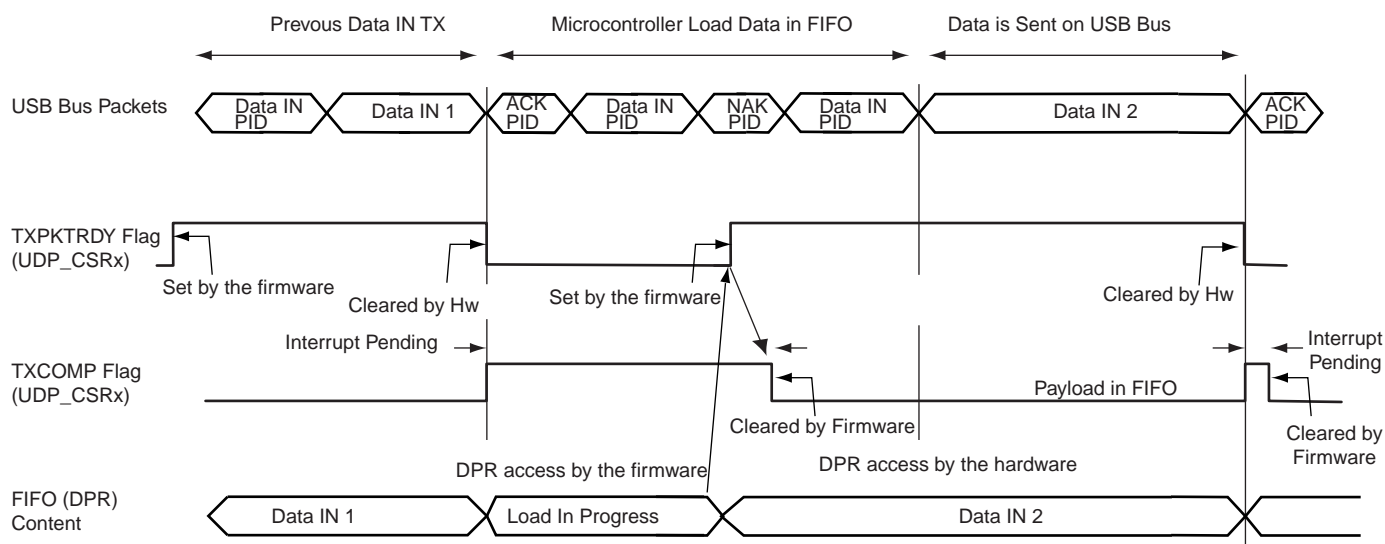 Prevous Data IN TX
Microcontroller Load Data in FIFO
Data is Sent on USB Bus
USB Bus Packets
Data IN
PID
Data IN 1
ACK
PID
Data IN
PID
NAK
PID
Data IN
PID
Data IN 2
ACK
PID
TXPKTRDY Flag
(UDP_CSRx)
Set by the firmware
Cleared by Hw
Set by the firmware
Cleared by Hw
Interrupt Pending
Interrupt
Pending
TXCOMP Flag
(UDP_CSRx)
Payload in FIFO
Cleared by Firmware
Cleared by
Firmware
DPR access by the firmware
DPR access by the hardware
FIFO (DPR)
Content
Data IN 1
Load In Progress
Data IN 2